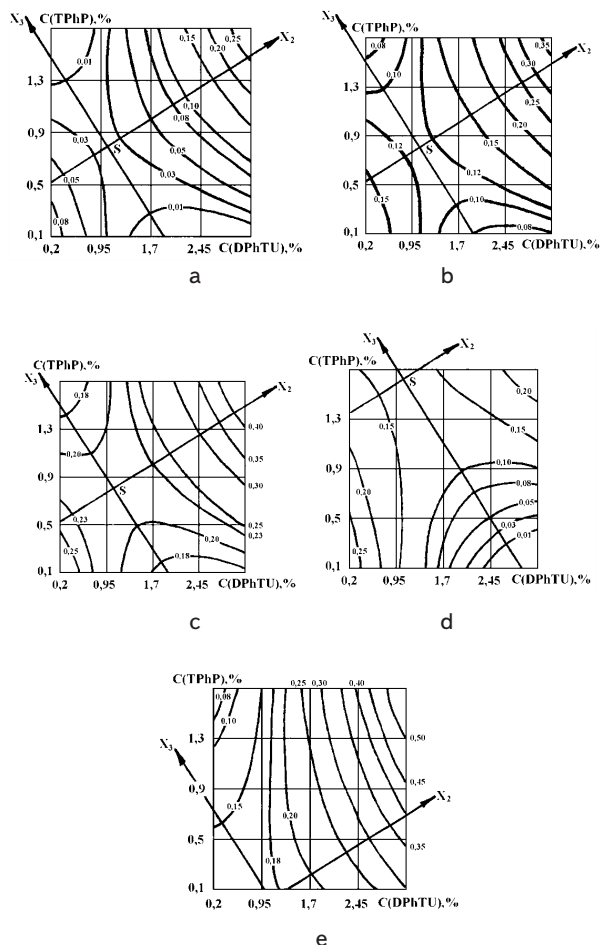 X₃ C(TPhP),% X₂
0,15 0,20 0,25
0,01
1,3
0,10
0,08
0,9
0,03 S 0,05
0,5 0,05 0,03
0,08 0,01
0,1
0,2 0,95 1,7 2,45 C(DPhTU),%
a
X₃ C(TPhP),% X₂
0,08 0,35
0,30
0,10 0,25
1,3
0,20
0,9
0,12 S 0,15
0,12
0,5
0,15 0,10
0,08
0,1
0,2 0,95 1,7 2,45 C(DPhTU),%
b
C(TPhP),%
X₃ X₂
0,18
0,40
1,3
0,20 0,35
0,9
0,30
S
0,23
0,5 0,25
0,25 0,20 0,23
0,18
0,1
0,2 0,95 1,7 2,45 C(DPhTU),%
c
X₃ X₂
C(TPhP),%
S
0,20
1,3
0,15 0,15
0,9
0,10
0,20 0,08
0,5 0,05
0,03
0,25 0,01
0,1
0,2 0,95 1,7 2,45 C(DPhTU),%
d
C(TPhP),% 0,25 0,30 0,40
0,08
0,10
1,3 0,50
X₃
0,9 0,45
X₂
0,15
0,20
0,5 0,35
0,18
0,1
0,2 0,95 1,7 2,45 C(DPhTU),%
e